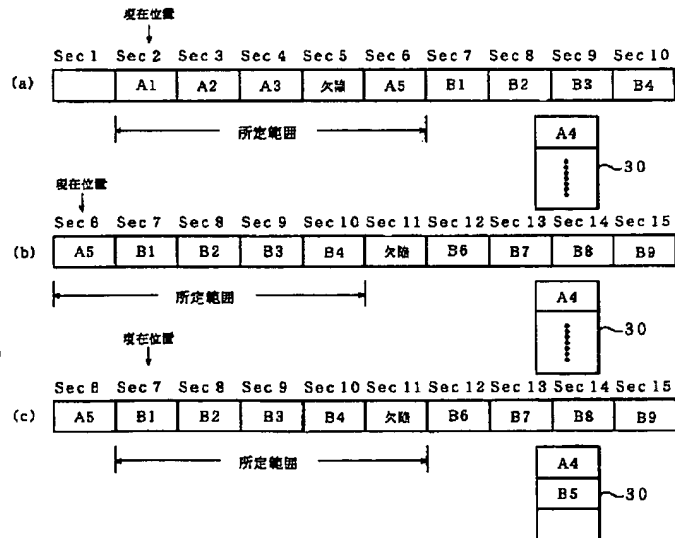 現在位置
Sec 1 Sec 2 Sec 3 Sec 4 Sec 5 Sec 6 Sec 7 Sec 8 Sec 9 Sec 10
(a) A1 A2 A3 欠陥 A5 B1 B2 B3 B4
所定範囲
A4
30
現在位置
Sec 6 Sec 7 Sec 8 Sec 9 Sec 10 Sec 11 Sec 12 Sec 13 Sec 14 Sec 15
(b) A5 B1 B2 B3 B4 欠陥 B6 B7 B8 B9
所定範囲
A4
30
現在位置
Sec 6 Sec 7 Sec 8 Sec 9 Sec 10 Sec 11 Sec 12 Sec 13 Sec 14 Sec 15
(c) A5 B1 B2 B3 B4 欠陥 B6 B7 B8 B9
所定範囲
A4
B5
30